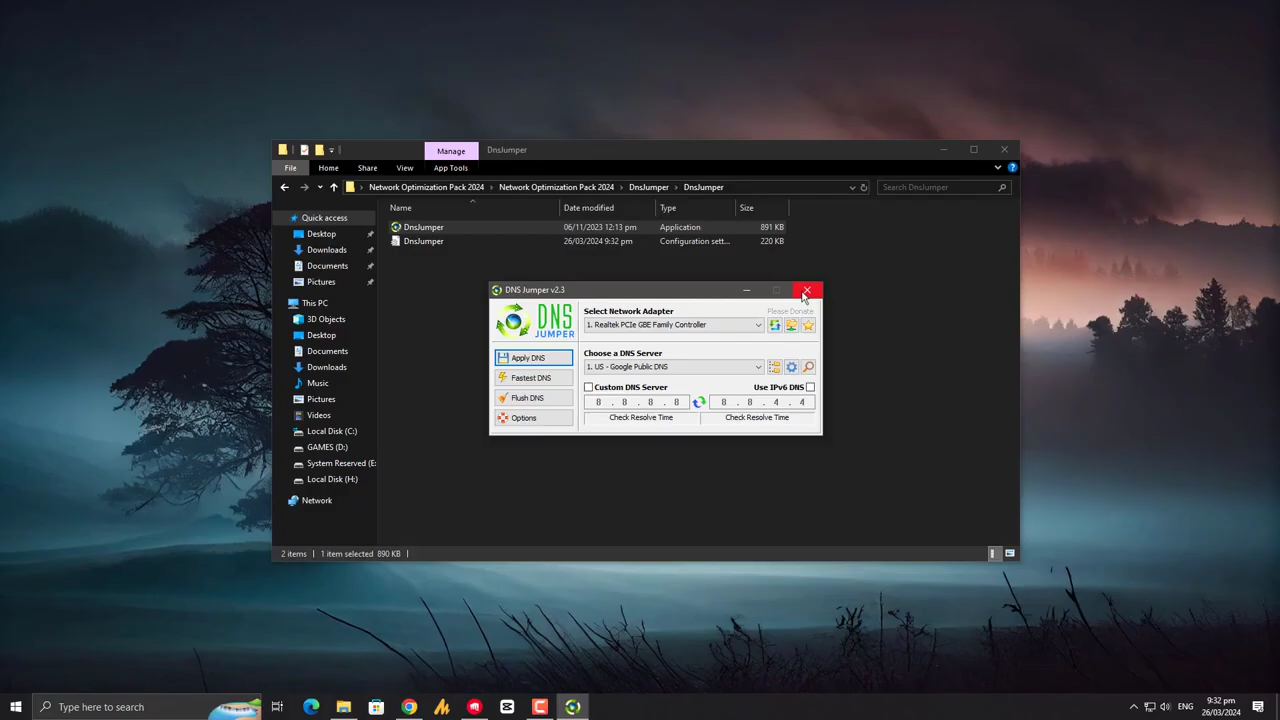 Manage
DnsJumper
File
Home
Share
View
App Tools
Network Optimization Pack 2024
Network Optimization Pack 2024
DnsJumper
DnsJumper
Search DnsJumper
Name
Date modified
Type
Size
Quick access
Desktop
Downloads
Documents
Pictures
This PC
3D Objects
Desktop
Documents
Downloads
Music
Pictures
Videos
Local Disk (C:)
GAMES (D:)
System Reserved (E:
Local Disk (H:)
Network
DnsJumper 06/11/2023 12:13 pm Application 891 KB
DnsJumper 26/03/2024 9:32 pm Configuration sett... 220 KB
DNS Jumper v2.3
DNS
JUMPER
Apply DNS
Fastest DNS
Flush DNS
Options
Select Network Adapter
Please Donate
1. Realtek PCIe GBE Family Controller
Choose a DNS Server
1. US - Google Public DNS
Custom DNS Server
Use IPv6 DNS
8 . 8 . 8 . 8
8 . 8 . 4 . 4
Check Resolve Time
Check Resolve Time
2 items
1 item selected 890 KB
Type here to search
ENG
9:32 pm
26/03/2024